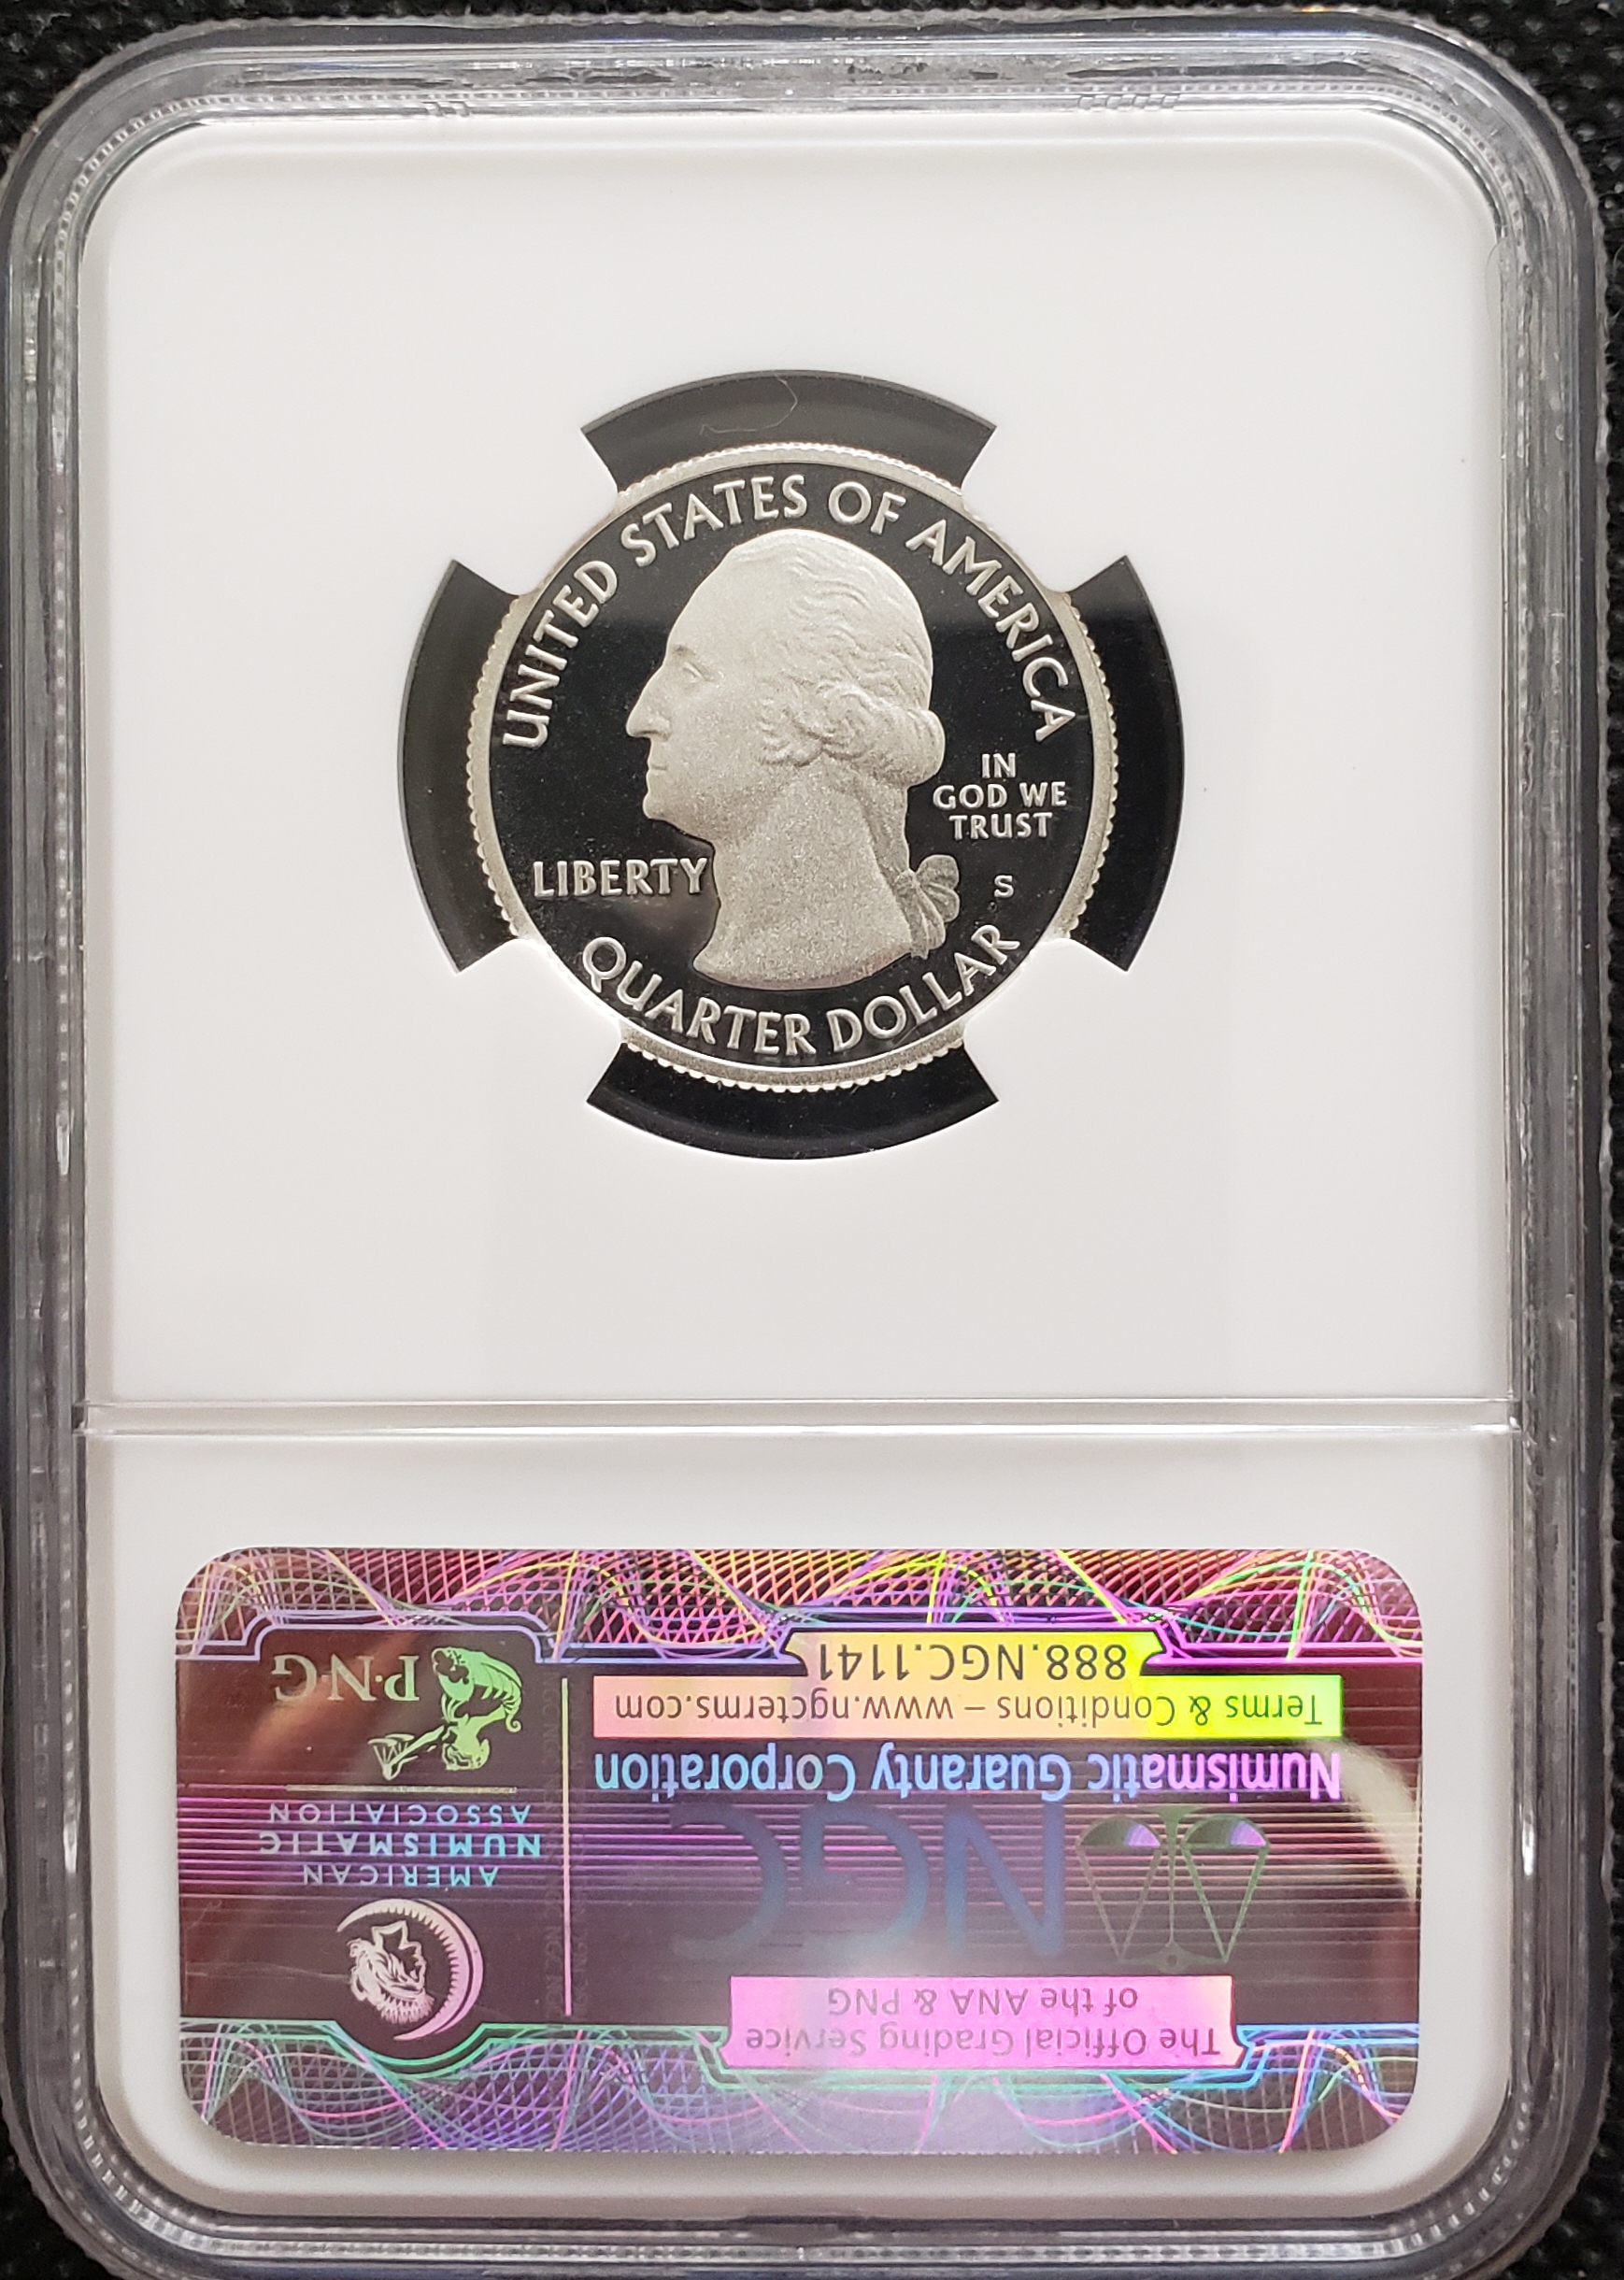 UNITED STATES OF AMERICA
IN
GOD WE
TRUST
LIBERTY
S
QUARTER DOLLAR
The Official Grading Service
of the ANA & PNG
NGC
Numismatic Guaranty Corporation
Terms & Conditions – www.ngcterms.com
888.NGC.1141
AMERICAN
NUMISMATIC
ASSOCIATION
P·N·G